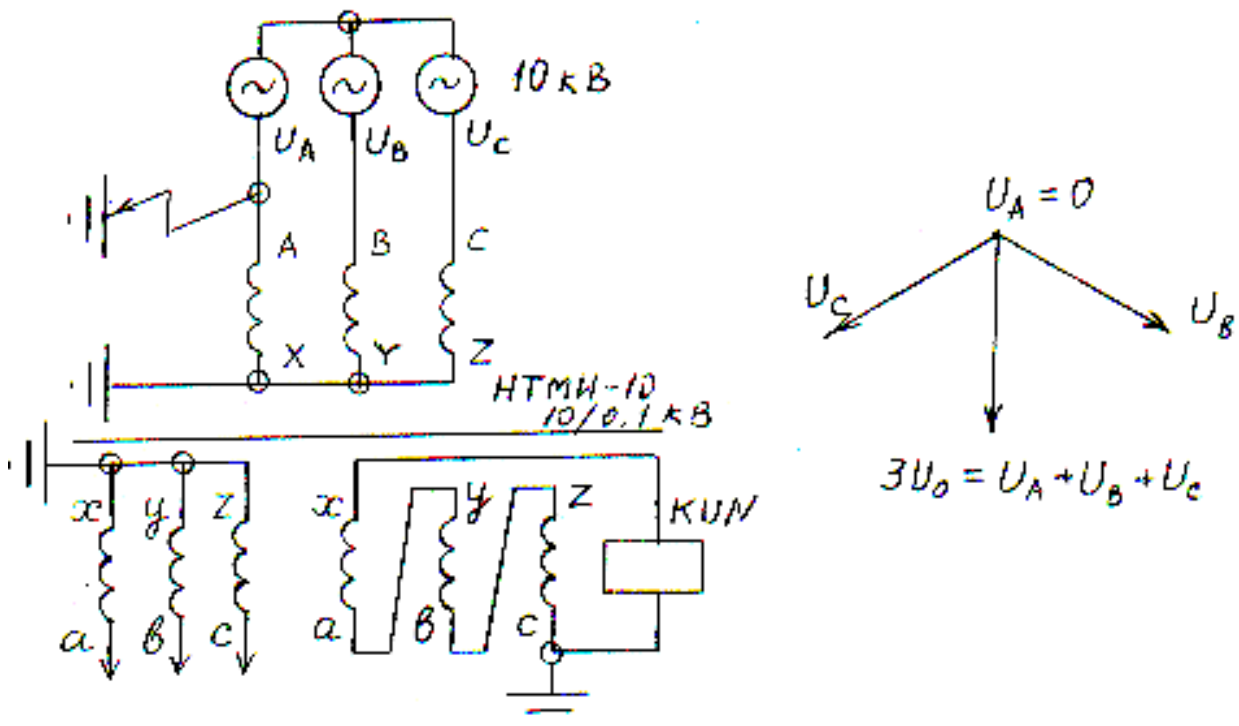 10 кВ
U_A U_B U_C
A B C
X Y Z
НТМИ-10
10/0,1 кВ
x y z
a в c
x y z
a в c
KUN
U_A = 0
U_C U_B
3U_0 = U_A + U_B + U_C